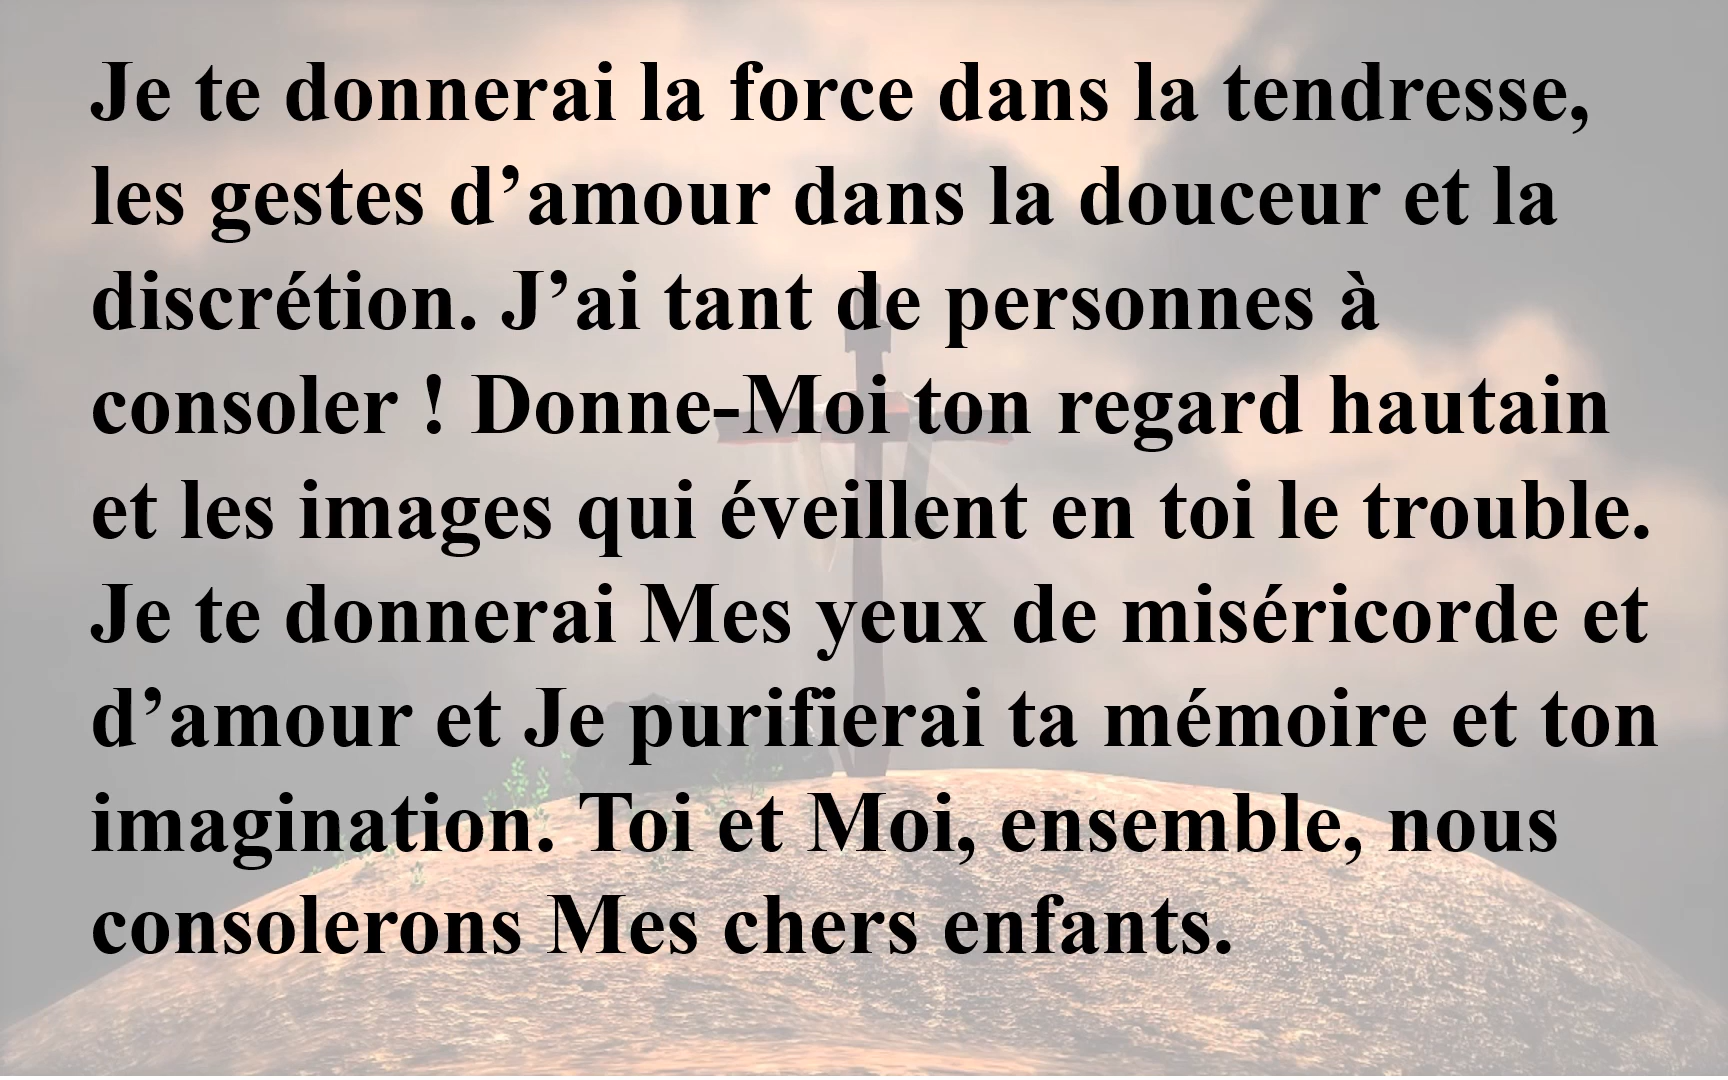 Je te donnerai la force dans la tendresse,
les gestes d’amour dans la douceur et la
discrétion. J’ai tant de personnes à
consoler ! Donne-Moi ton regard hautain
et les images qui éveillent en toi le trouble.
Je te donnerai Mes yeux de miséricorde et
d’amour et Je purifierai ta mémoire et ton
imagination. Toi et Moi, ensemble, nous
consolerons Mes chers enfants.